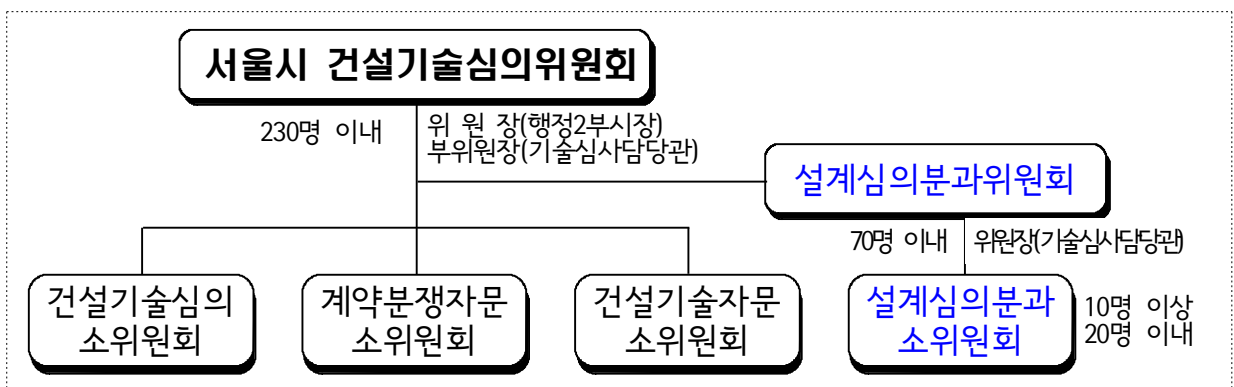 서울시 건설기술심의위원회
230명 이내
위 원 장(행정2부시장)
부위원장(기술심사담당관)
설계심의분과위원회
70명 이내
위원장(기술심사담당관)
건설기술심의
소위원회
계약분쟁자문
소위원회
건설기술자문
소위원회
설계심의분과
소위원회
10명 이상
20명 이내